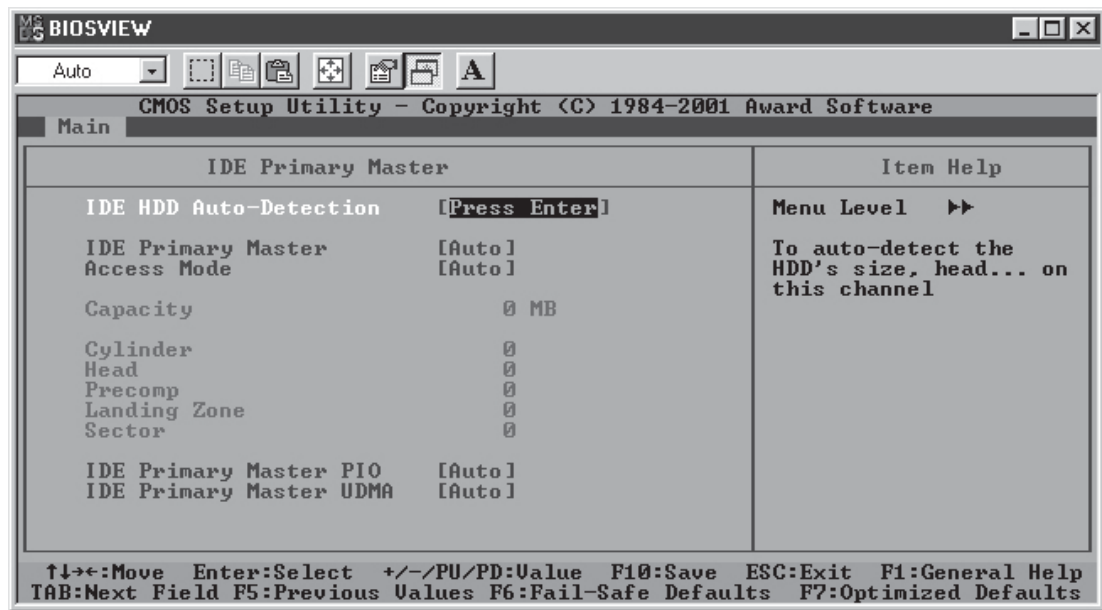 MS DS BIOSVIEW
Auto
A
CMOS Setup Utility - Copyright (C) 1984-2001 Award Software
Main
IDE Primary Master
Item Help
IDE HDD Auto-Detection [Press Enter]
Menu Level ►►
IDE Primary Master [Auto]
To auto-detect the
Access Mode [Auto]
HDD's size, head... on
this channel
Capacity 0 MB
Cylinder 0
Head 0
Precomp 0
Landing Zone 0
Sector 0
IDE Primary Master PIO [Auto]
IDE Primary Master UDMA [Auto]
↑↓→←:Move Enter:Select +/-/PU/PD:Value F10:Save ESC:Exit F1:General Help
TAB:Next Field F5:Previous Values F6:Fail-Safe Defaults F7:Optimized Defaults